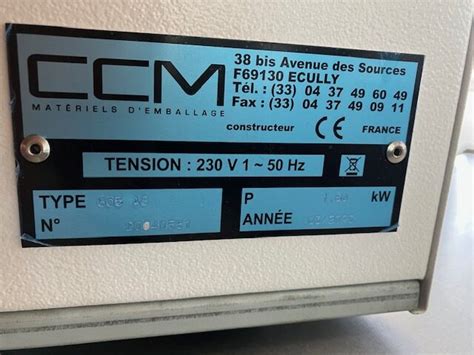 CCM
MATÉRIELS D'EMBALLAGE
38 bis Avenue des Sources
F69130 ECULLY
Tél. : (33) 04 37 49 60 49
Fax : (33) 04 37 49 09 11
constructeur CE FRANCE
TENSION : 230 V 1 ~ 50 Hz
TYPE
P kW
N°
ANNÉE